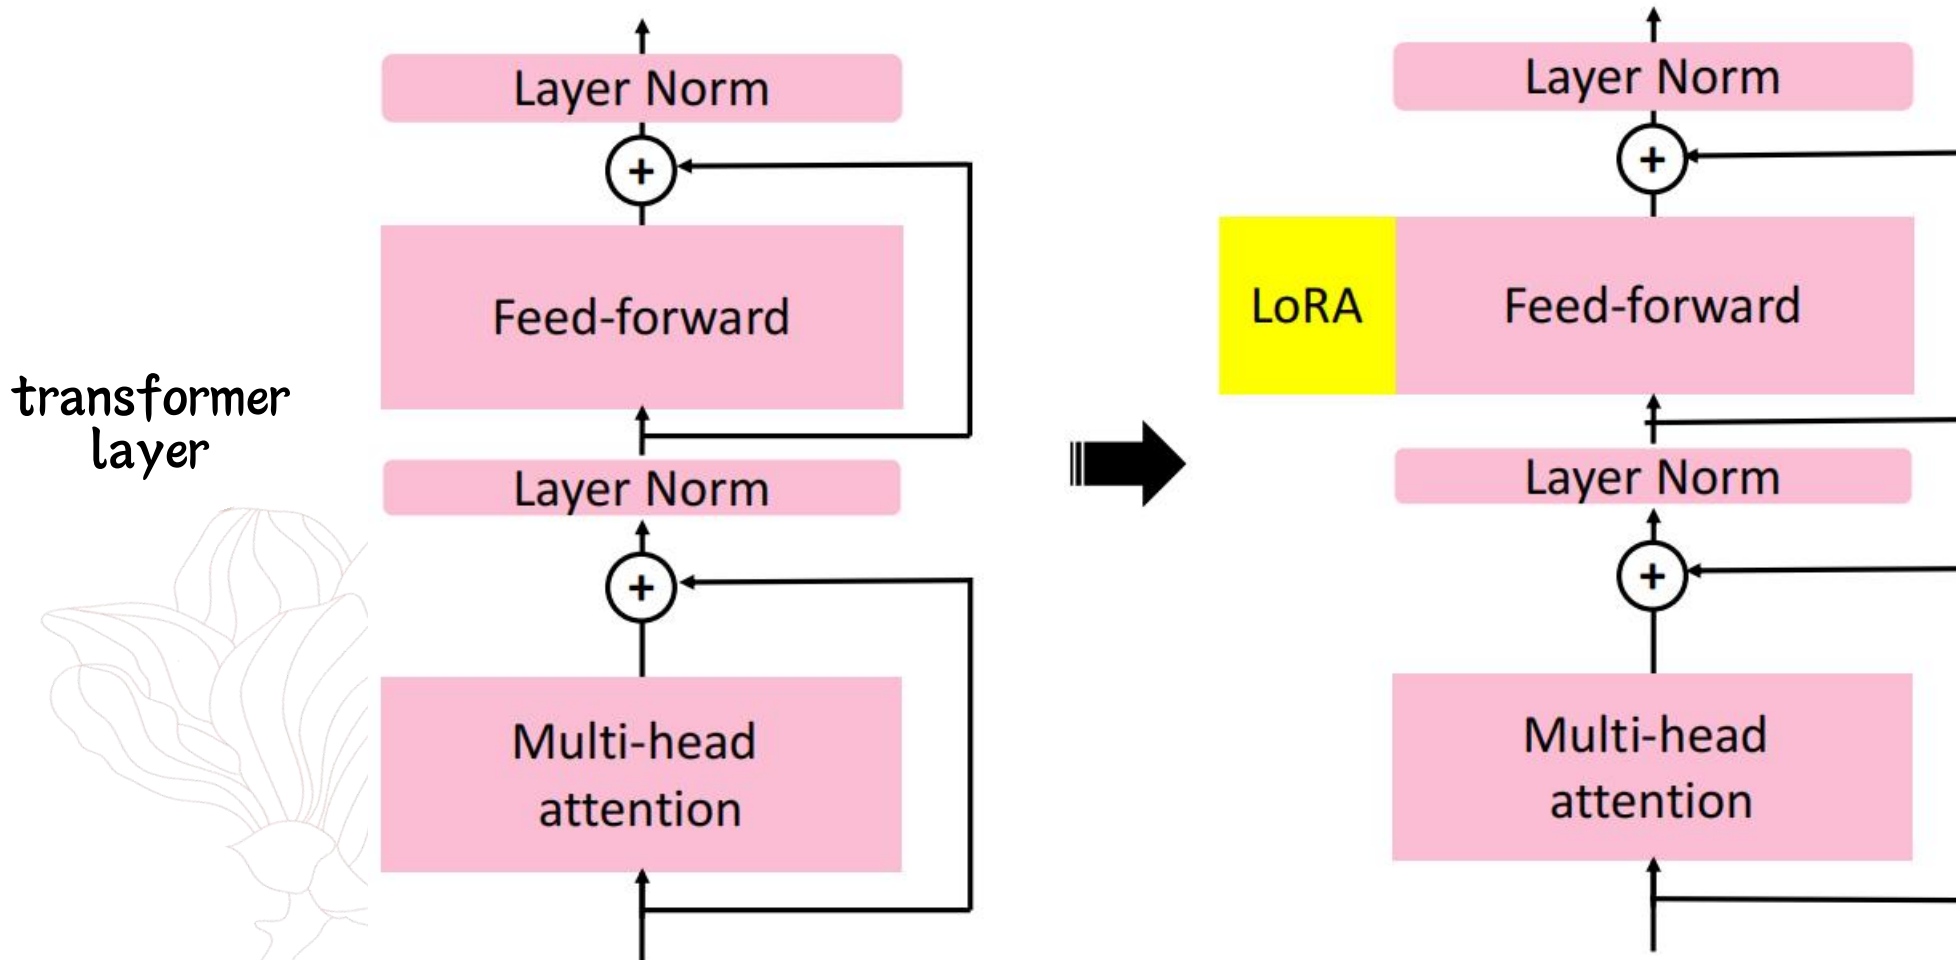 Layer Norm
+
Feed-forward
transformer
layer
Layer Norm
+
Multi-head
attention
Layer Norm
+
LoRA
Feed-forward
Layer Norm
+
Multi-head
attention